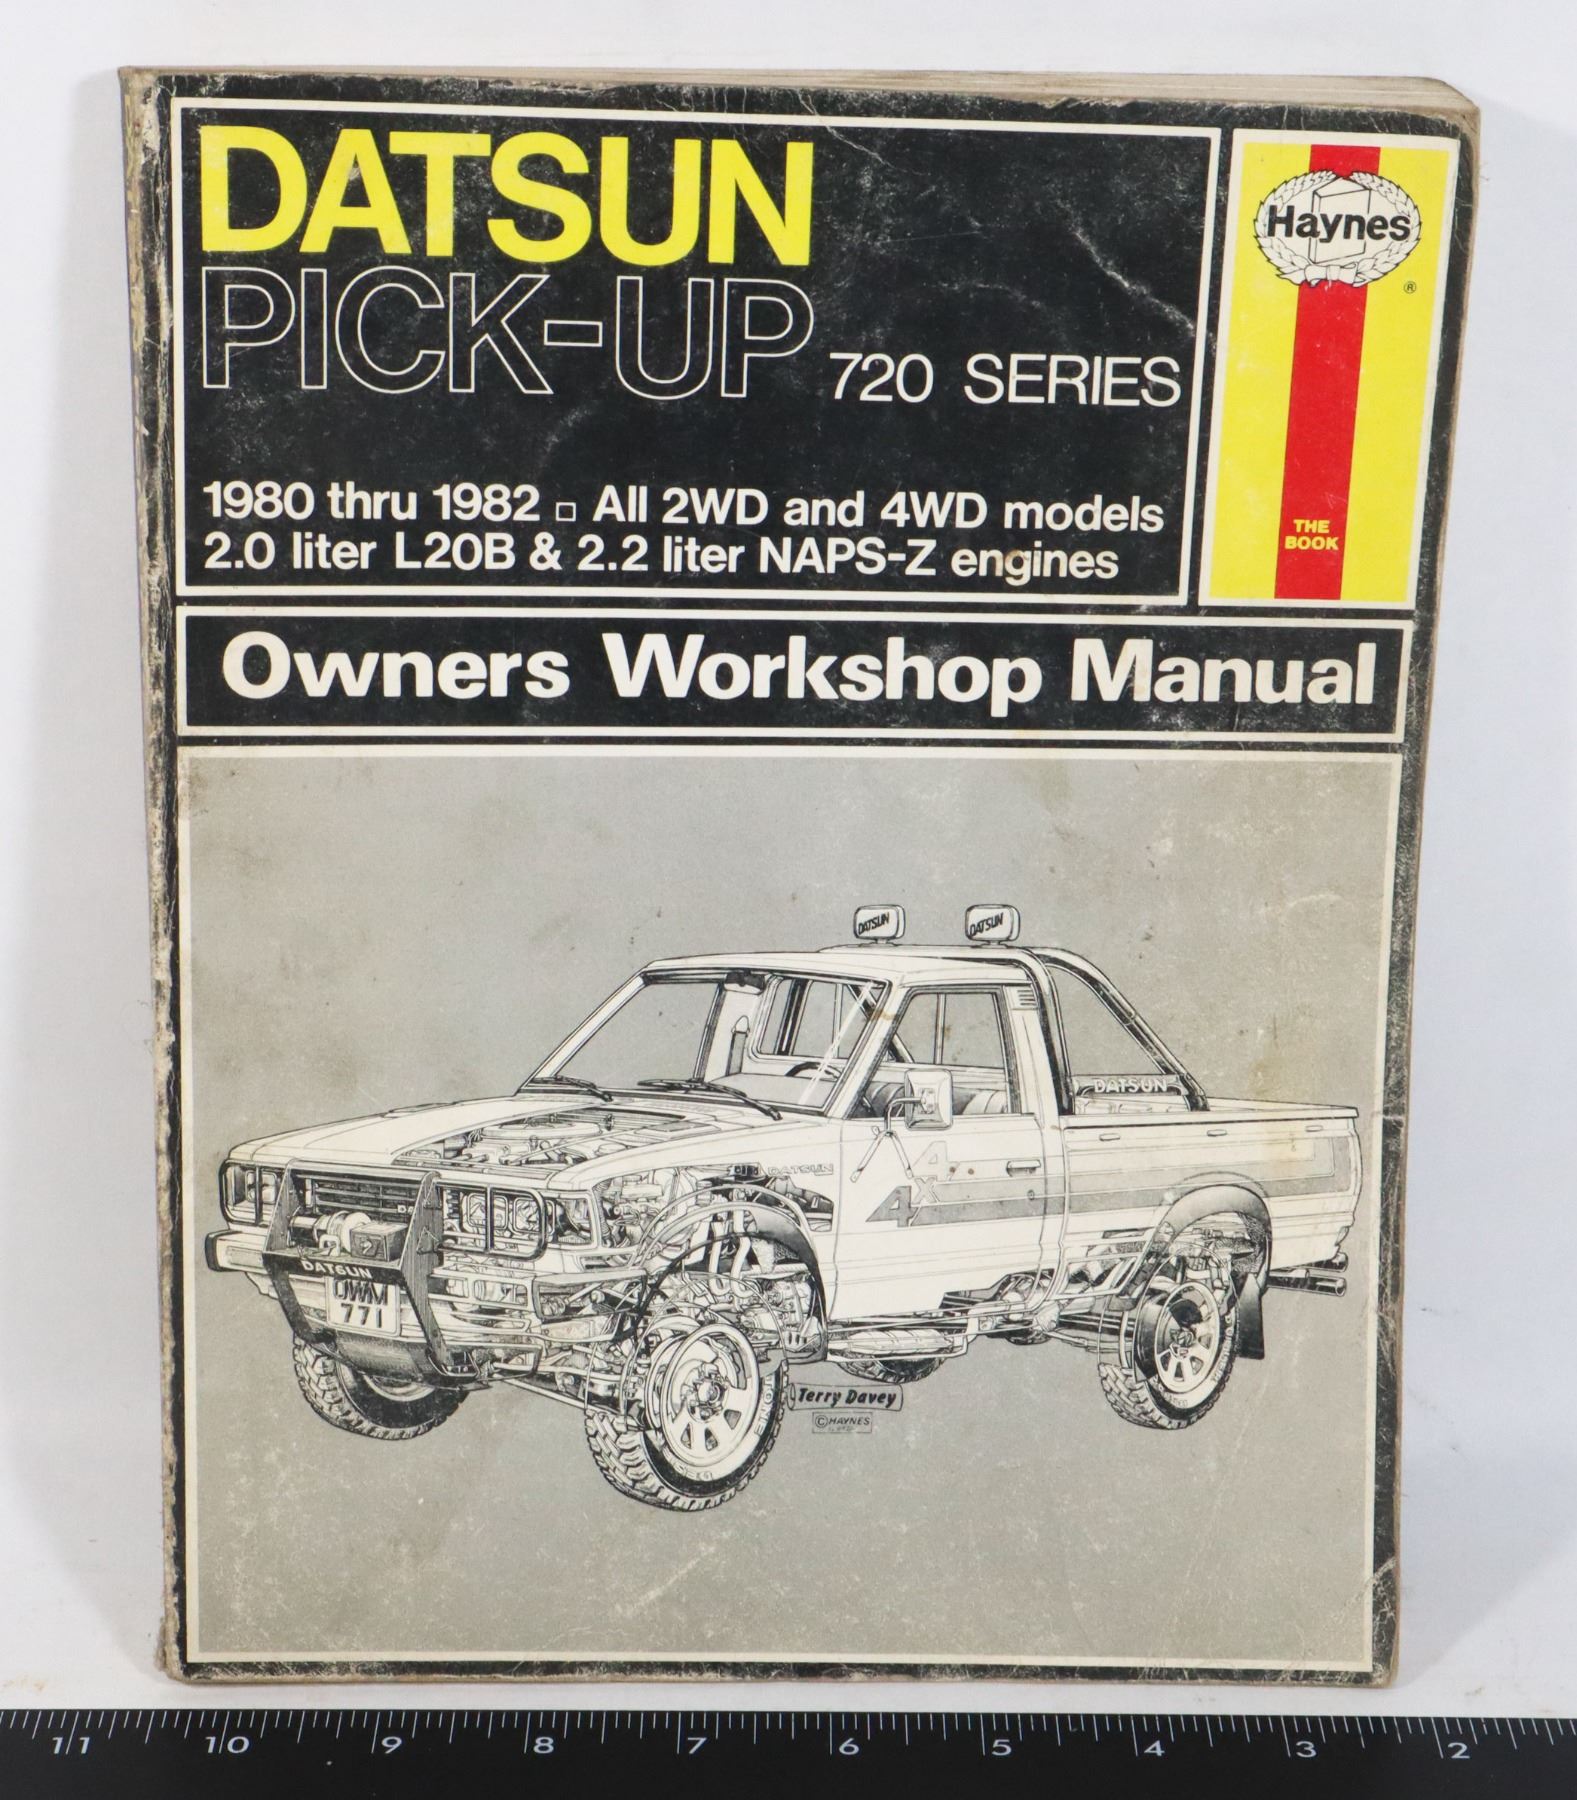 DATSUN
PICK-UP 720 SERIES
1980 thru 1982 □ All 2WD and 4WD models
2.0 liter L20B & 2.2 liter NAPS-Z engines
Haynes
®
THE
BOOK
Owners Workshop Manual
DATSUN
DATSUN
DATSUN
DATSUN
4X4
DATSUN
771
Terry Davey
©HAYNES
11 10 9 8 7 6 5 4 3 2